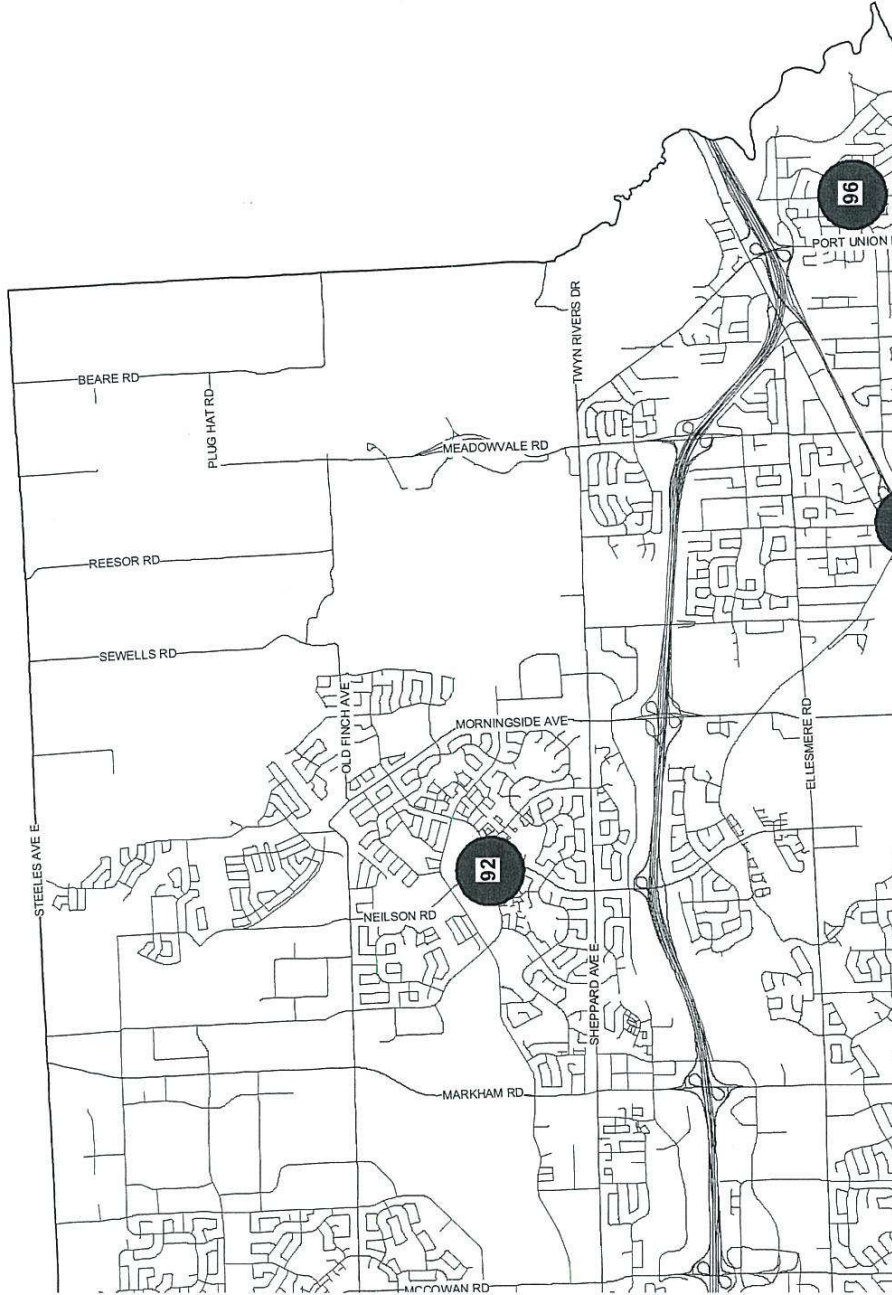 BEARE RD
PLUG HAT RD
MEADOWVALE RD
TWYN RIVERS DR
PORT UNION
96
REESOR RD
SEWELLS RD
OLD FINCH AVE
MORNINGSIDE AVE
ELLESMERE RD
STEELES AVE E
92
NEILSON RD
SHEPPARD AVE E
MARKHAM RD
MCCOWAN RD